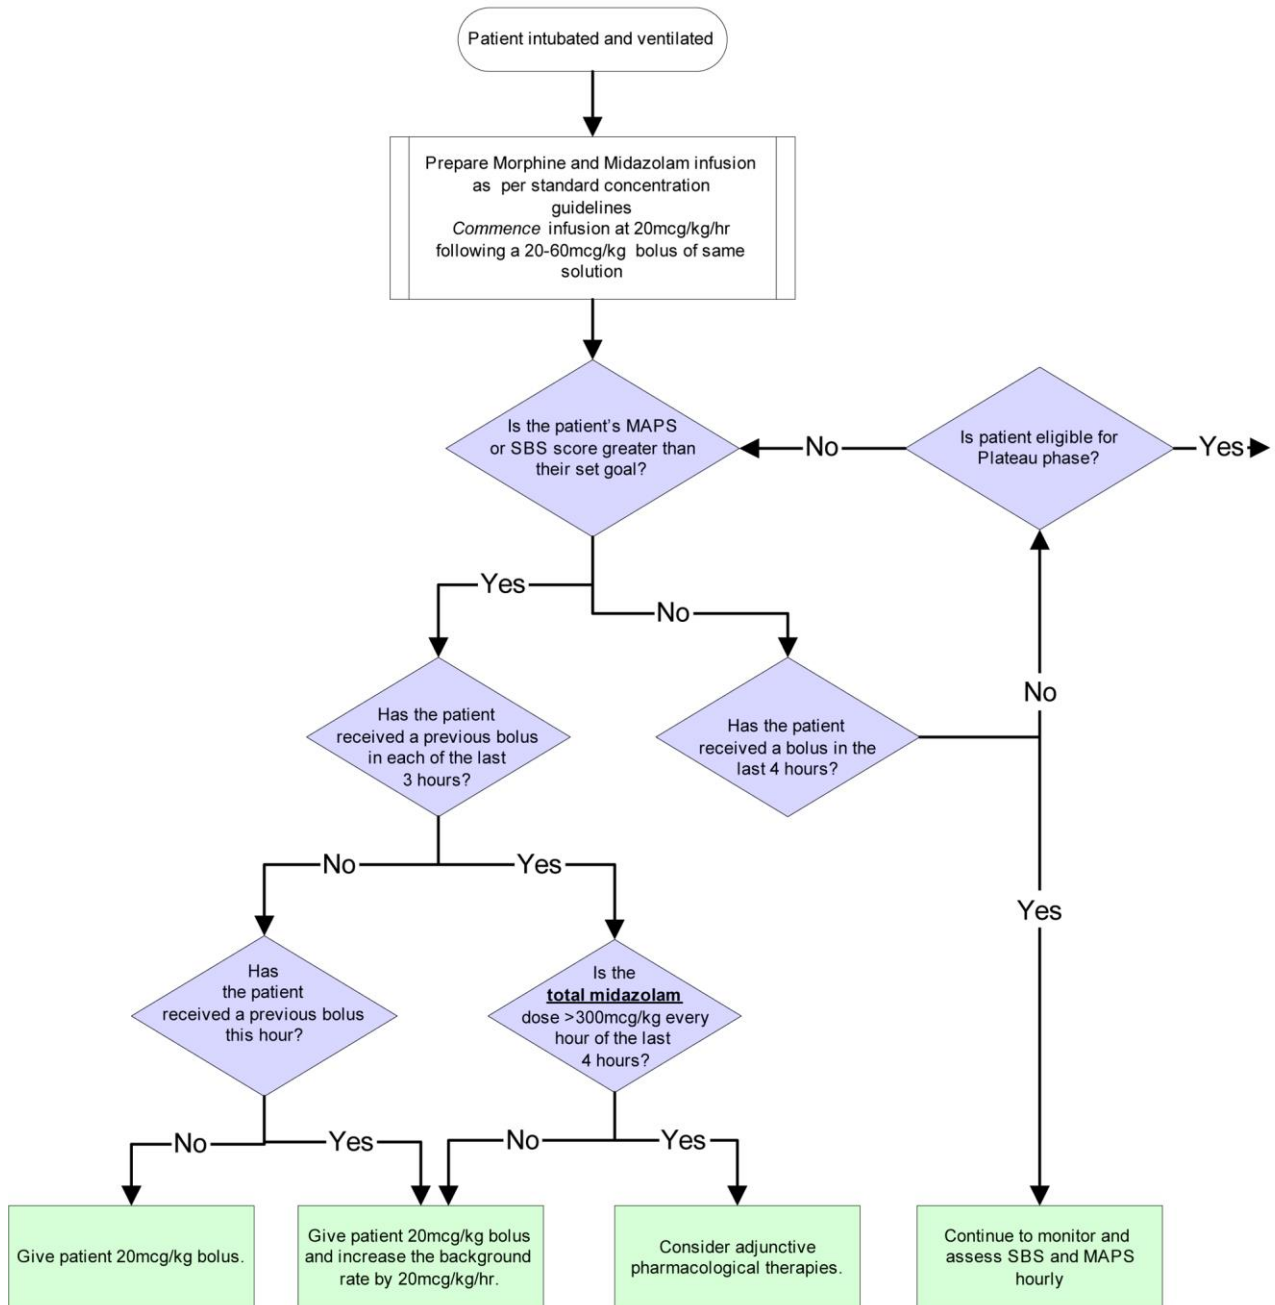 Patient intubated and ventilated
Prepare Morphine and Midazolam infusion
as per standard concentration
guidelines
Commence infusion at 20mcg/kg/hr
following a 20-60mcg/kg bolus of same
solution
Is the patient's MAPS
or SBS score greater than
their set goal?
No
Is patient eligible for
Plateau phase?
Yes
Yes
No
Has the patient
received a previous bolus
in each of the last
3 hours?
Has the patient
received a bolus in the
last 4 hours?
No
Yes
No
Yes
Has
the patient
received a previous bolus
this hour?
Is the
total midazolam
dose >300mcg/kg every
hour of the last
4 hours?
No
Yes
No
Yes
Give patient 20mcg/kg bolus.
Give patient 20mcg/kg bolus
and increase the background
rate by 20mcg/kg/hr.
Consider adjunctive
pharmacological therapies.
Continue to monitor and
assess SBS and MAPS
hourly